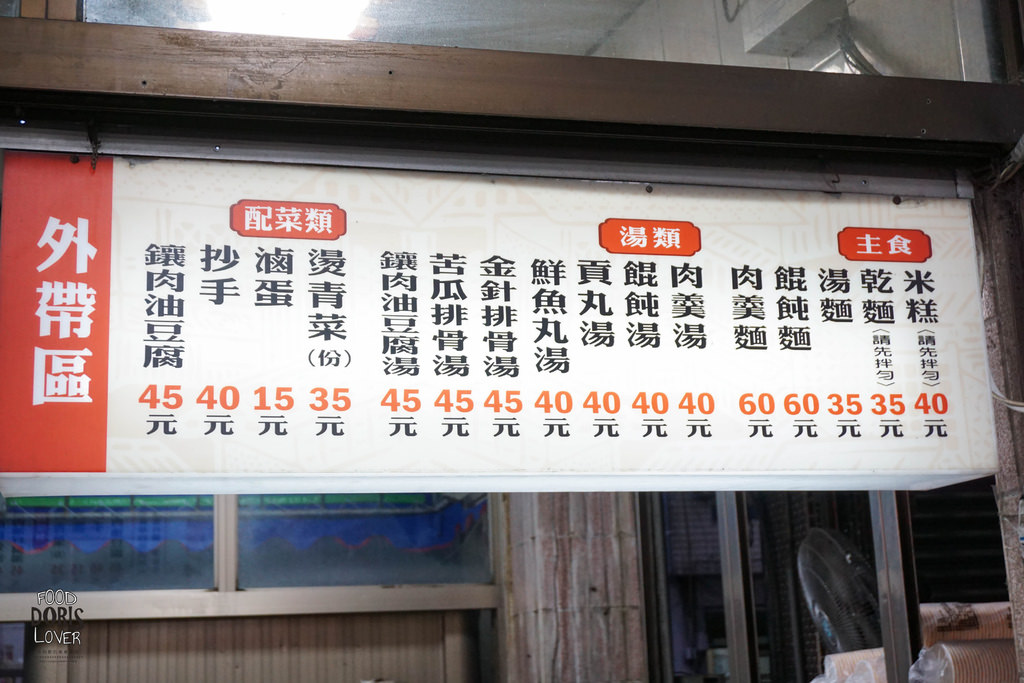 外帶區
主食
米糕(請先拌勻) 40元
乾麵(請先拌勻) 35元
湯麵 35元
餛飩麵 60元
肉羹麵 60元
湯類
肉羹湯 40元
餛飩湯 40元
貢丸湯 40元
鮮魚丸湯 40元
金針排骨湯 45元
苦瓜排骨湯 45元
鑲肉油豆腐湯 45元
配菜類
燙青菜(份) 35元
滷蛋 15元
抄手 40元
鑲肉油豆腐 45元
FOOD
DORIS
LOVER